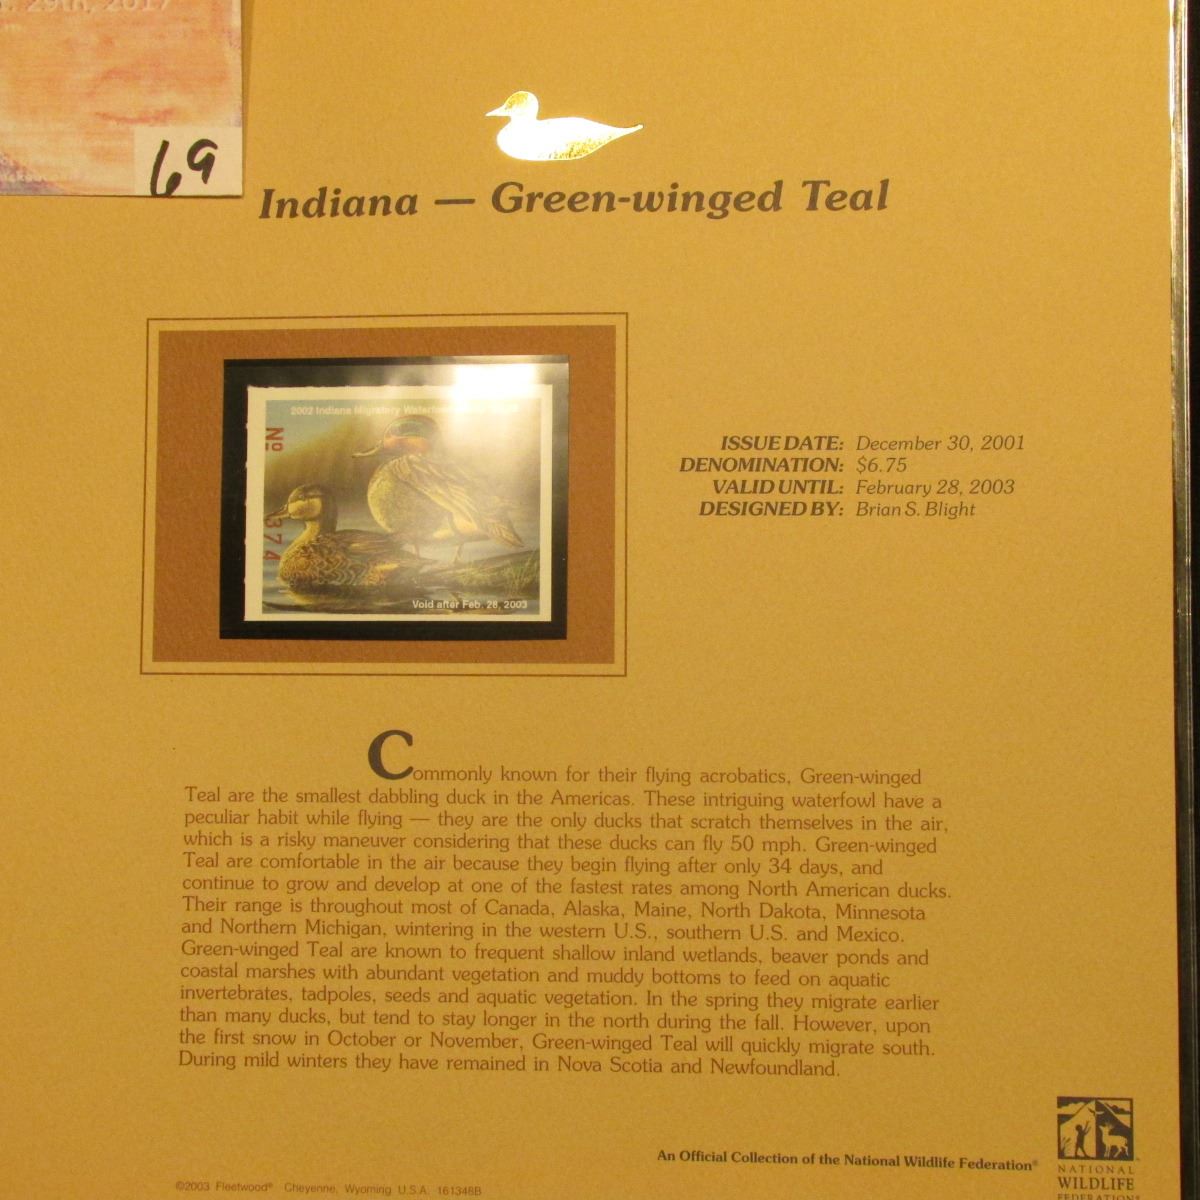 29th, 2017
69
Indiana — Green-winged Teal
2002 Indiana Migratory
No
374
Void after Feb. 28, 2003
ISSUE DATE: December 30, 2001
DENOMINATION: $6.75
VALID UNTIL: February 28, 2003
DESIGNED BY: Brian S. Blight
Commonly known for their flying acrobatics, Green-winged
Teal are the smallest dabbling duck in the Americas. These intriguing waterfowl have a
peculiar habit while flying — they are the only ducks that scratch themselves in the air,
which is a risky maneuver considering that these ducks can fly 50 mph. Green-winged
Teal are comfortable in the air because they begin flying after only 34 days, and
continue to grow and develop at one of the fastest rates among North American ducks.
Their range is throughout most of Canada, Alaska, Maine, North Dakota, Minnesota
and Northern Michigan, wintering in the western U.S., southern U.S. and Mexico.
Green-winged Teal are known to frequent shallow inland wetlands, beaver ponds and
coastal marshes with abundant vegetation and muddy bottoms to feed on aquatic
invertebrates, tadpoles, seeds and aquatic vegetation. In the spring they migrate earlier
than many ducks, but tend to stay longer in the north during the fall. However, upon
the first snow in October or November, Green-winged Teal will quickly migrate south.
During mild winters they have remained in Nova Scotia and Newfoundland.
An Official Collection of the National Wildlife Federation®
NATIONAL
WILDLIFE
FEDERATION®
©2003 Fleetwood® Cheyenne, Wyoming U.S.A. 161348B